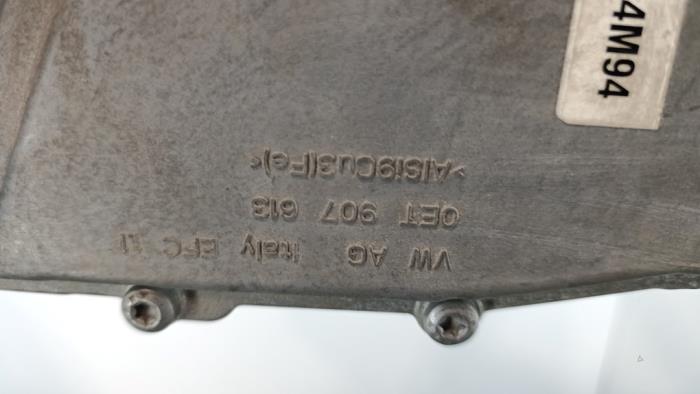 VW AG Italy EFC 11
0ET 907 613
>AlSi9Cu3(Fe)<
4M94